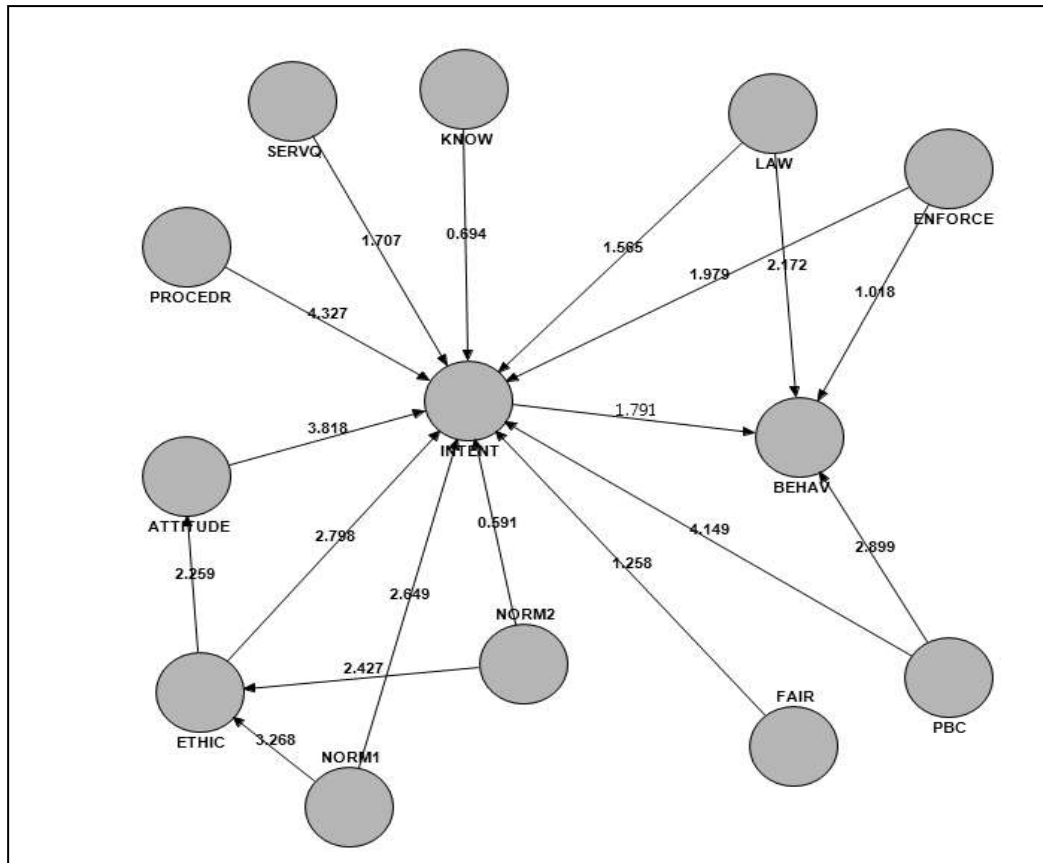 KNOW
SERVQ
LAW
ENFORCE
0.694
1.707
1.565
2.172
1.979
1.018
PROCEDR
4.327
1.791
3.818
INTENT
BEHAV
ATTITUDE
0.591
4.149
2.798
2.899
1.258
2.259
2.649
NORM2
2.427
FAIR
PBC
ETHIC
3.268
NORM1